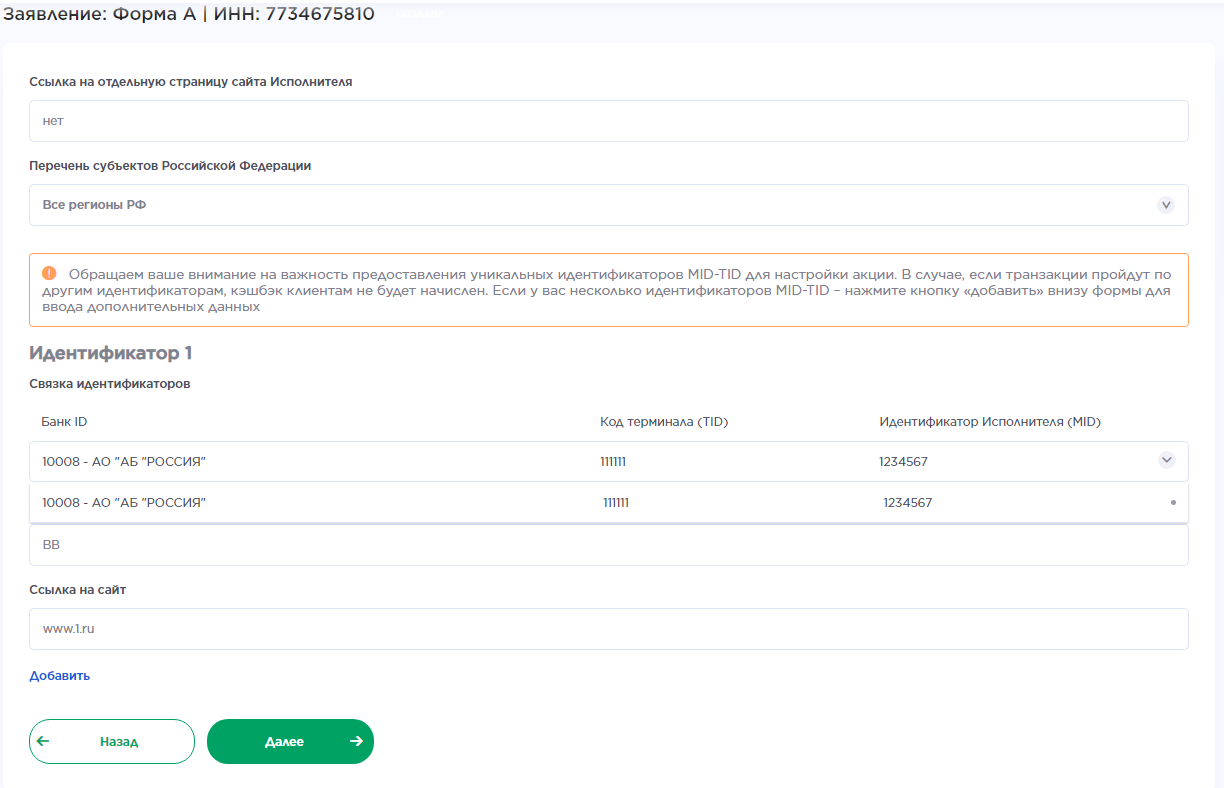 Заявление: Форма А | ИНН: 7734675810
Ссылка на отдельную страницу сайта Исполнителя
нет
Перечень субъектов Российской Федерации
Все регионы РФ
Обращаем ваше внимание на важность предоставления уникальных идентификаторов MID-TID для настройки акции. В случае, если транзакции пройдут по
другим идентификаторам, кэшбэк клиентам не будет начислен. Если у вас несколько идентификаторов MID-TID – нажмите кнопку «добавить» внизу формы для
ввода дополнительных данных
Идентификатор 1
Связка идентификаторов
Банк ID Код терминала (TID) Идентификатор Исполнителя (MID)
10008 - АО "АБ "РОССИЯ" 111111 1234567
10008 - АО "АБ "РОССИЯ" 111111 1234567
ВВ
Ссылка на сайт
www.1.ru
Добавить
Назад Далее